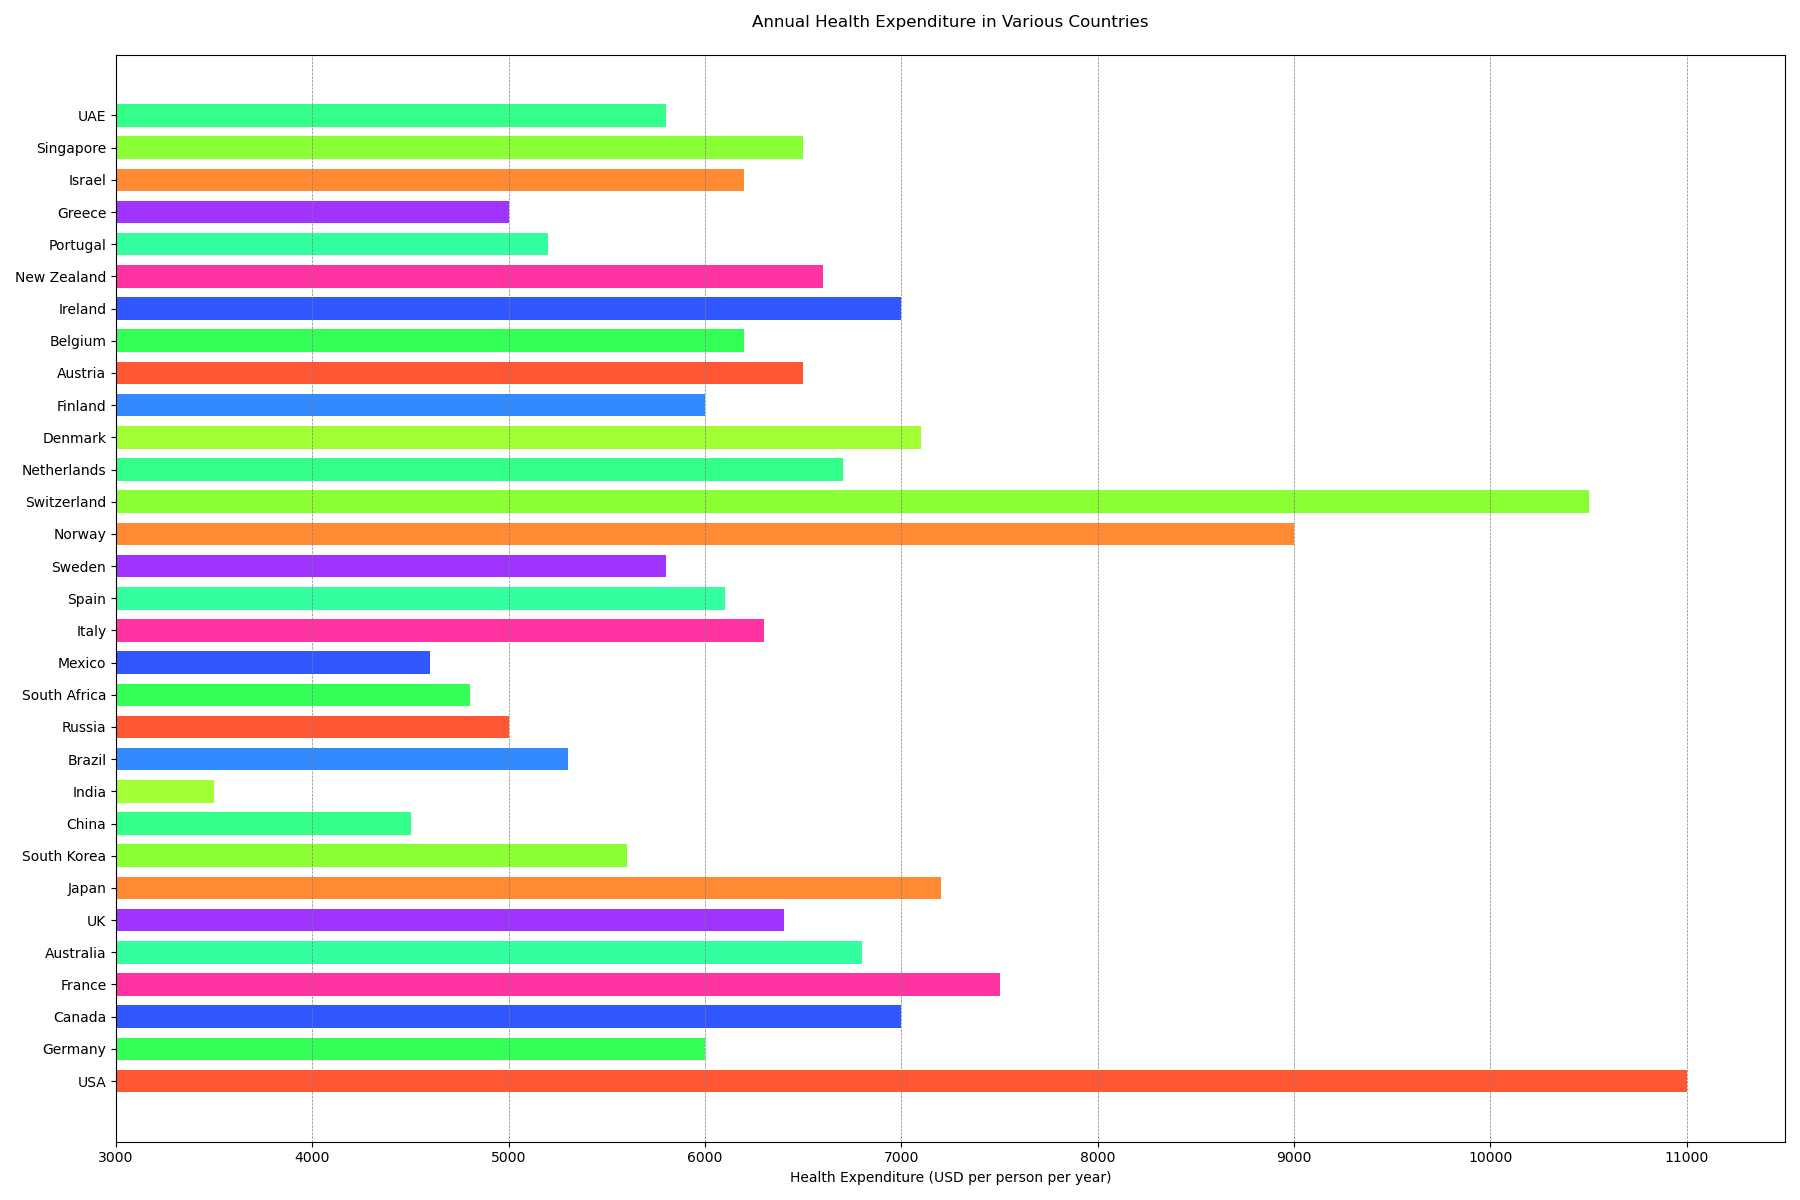 Annual Health Expenditure in Various Countries
UAE
Singapore
Israel
Greece
Portugal
New Zealand
Ireland
Belgium
Austria
Finland
Denmark
Netherlands
Switzerland
Norway
Sweden
Spain
Italy
Mexico
South Africa
Russia
Brazil
India
China
South Korea
Japan
UK
Australia
France
Canada
Germany
USA
3000 4000 5000 6000 7000 8000 9000 10000 11000
Health Expenditure (USD per person per year)